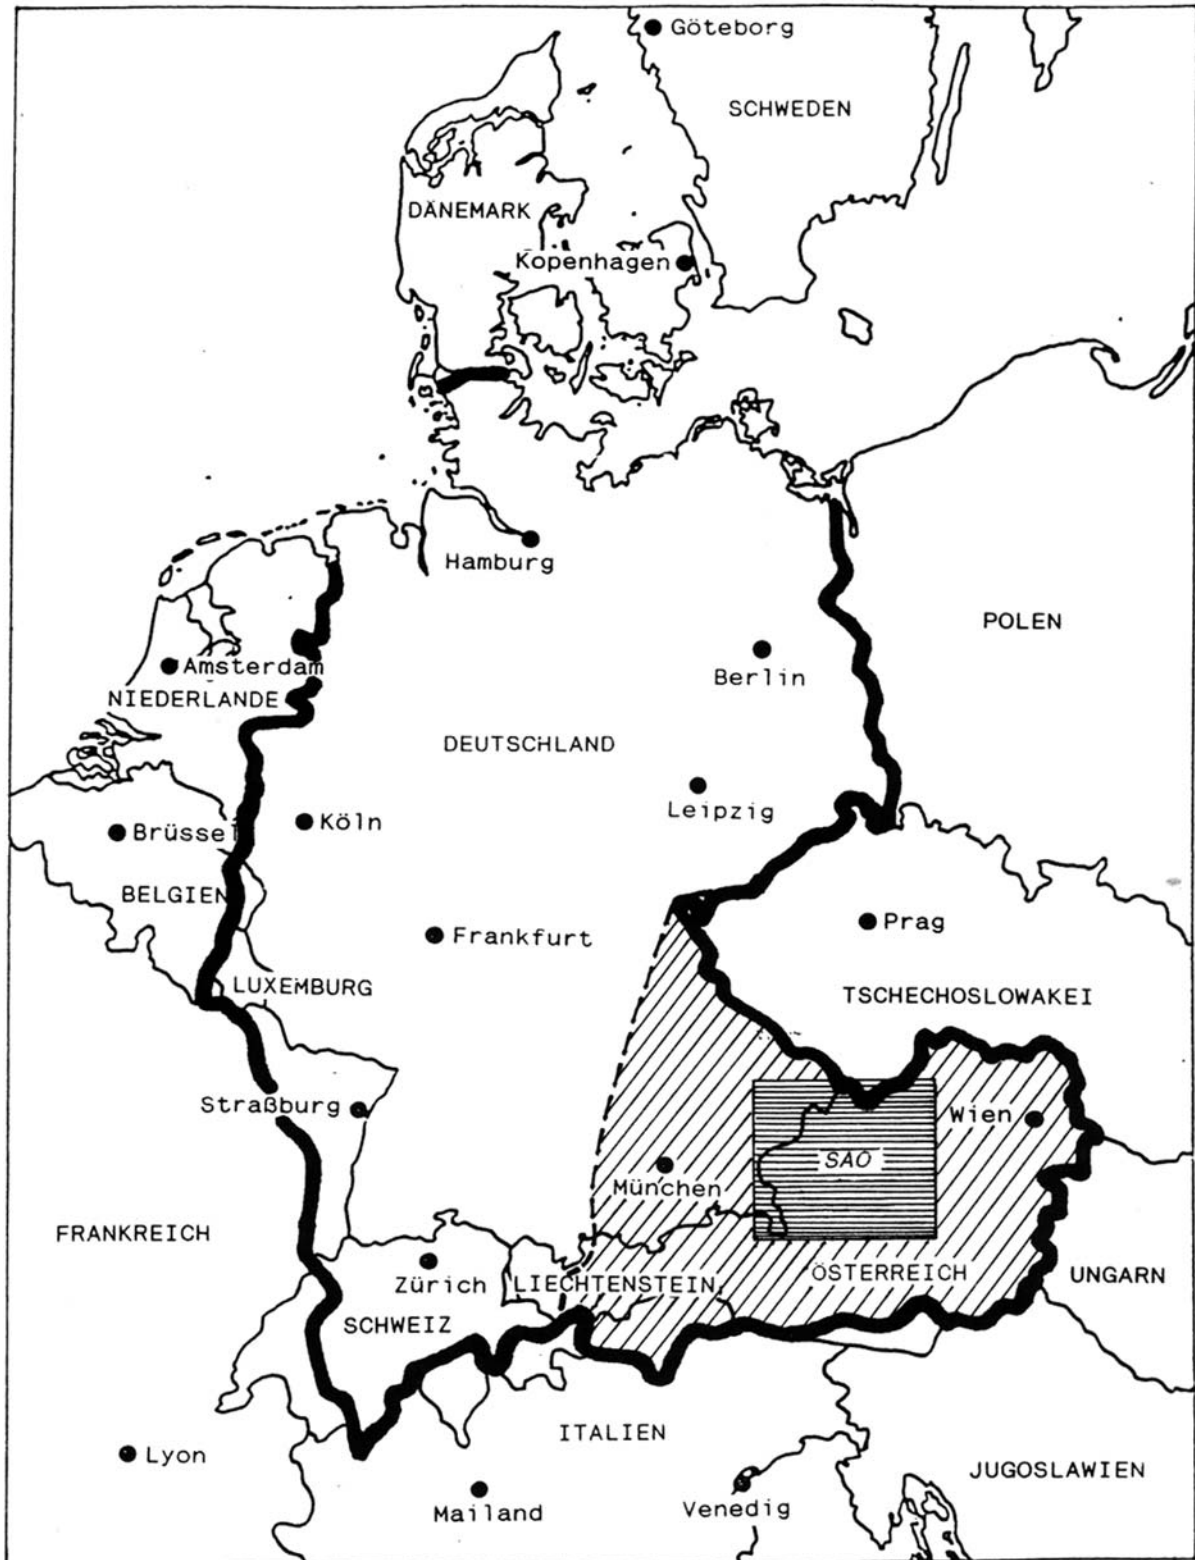 Göteborg
SCHWEDEN
DÄNEMARK
Kopenhagen
Hamburg
POLEN
Amsterdam
Berlin
NIEDERLANDE
DEUTSCHLAND
Leipzig
Köln
Brüssel
BELGIEN
Prag
Frankfurt
LUXEMBURG
TSCHECHOSLOWAKEI
Straßburg
Wien
SAO
München
FRANKREICH
ÖSTERREICH
UNGARN
Zürich
LIECHTENSTEIN
SCHWEIZ
ITALIEN
Lyon
JUGOSLAWIEN
Mailand
Venedig